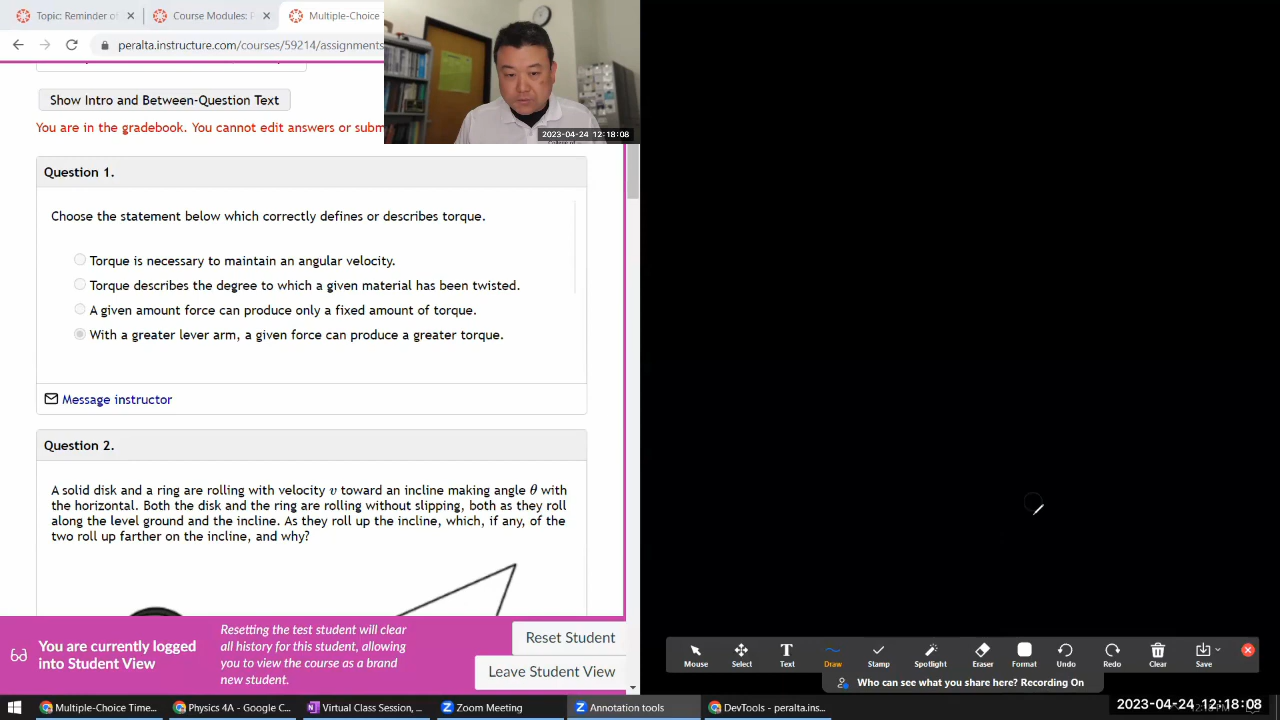 Topic: Reminder of
Course Modules: P
Multiple-Choice
peralta.instructure.com/courses/59214/assignments
Show Intro and Between-Question Text
You are in the gradebook. You cannot edit answers or subm
2023-04-24 12:18:08
Question 1.
Choose the statement below which correctly defines or describes torque.
Torque is necessary to maintain an angular velocity.
Torque describes the degree to which a given material has been twisted.
A given amount force can produce only a fixed amount of torque.
With a greater lever arm, a given force can produce a greater torque.
Message instructor
Question 2.
A solid disk and a ring are rolling with velocity v toward an incline making angle θ with
the horizontal. Both the disk and the ring are rolling without slipping, both as they roll
along the level ground and the incline. As they roll up the incline, which, if any, of the
two roll up farther on the incline, and why?
You are currently logged
into Student View
Resetting the test student will clear
all history for this student, allowing
you to view the course as a brand
new student.
Reset Student
Leave Student View
Mouse
Select
Text
Draw
Stamp
Spotlight
Eraser
Format
Undo
Redo
Clear
Save
Who can see what you share here? Recording On
Multiple-Choice Time...
Physics 4A - Google C...
Virtual Class Session, ...
Zoom Meeting
Annotation tools
DevTools - peralta.ins...
2023-04-24 12:18:08